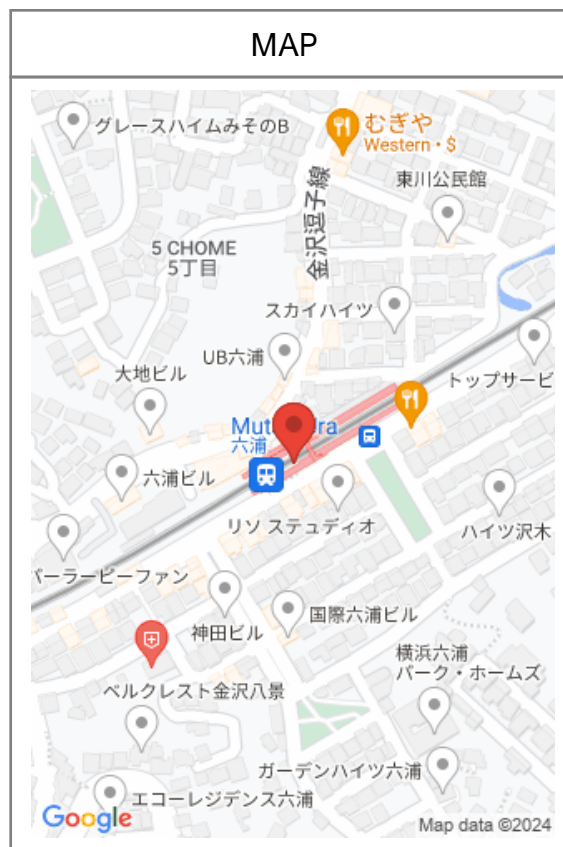 MAP
グレースハイムみそのB
むぎや
Western・$
金沢逗子線
東川公民館
5 CHOME
5丁目
スカイハイツ
UB六浦
大地ビル
トップサービ
六浦
六浦ビル
リソ ステュディオ
ハイツ沢木
パーラービーファン
神田ビル
国際六浦ビル
横浜六浦
パーク・ホームズ
ベルクレスト金沢八景
ガーデンハイツ六浦
エコーレジデンス六浦
Google
Map data ©2024